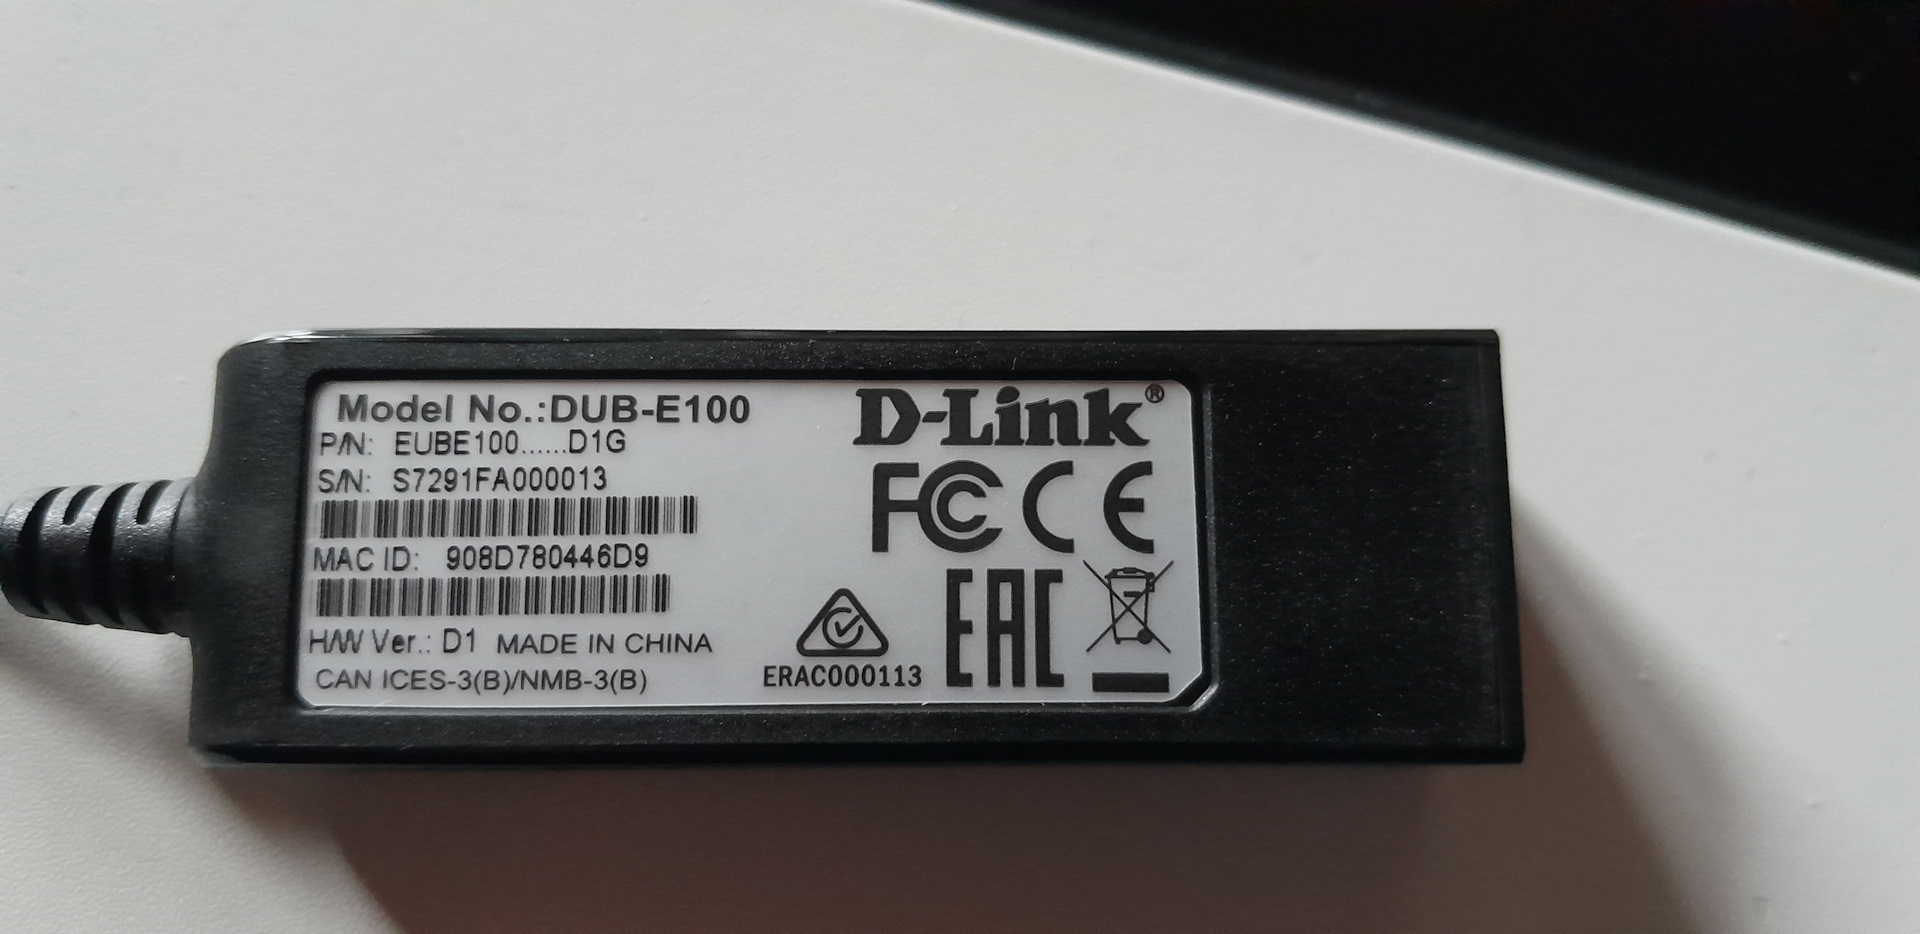 Model No.:DUB-E100
P/N: EUBE100......D1G
S/N: S7291FA000013
MAC ID: 908D780446D9
H/W Ver.: D1 MADE IN CHINA
CAN ICES-3(B)/NMB-3(B)
D-Link®
FC CE
EAC
ERAC000113